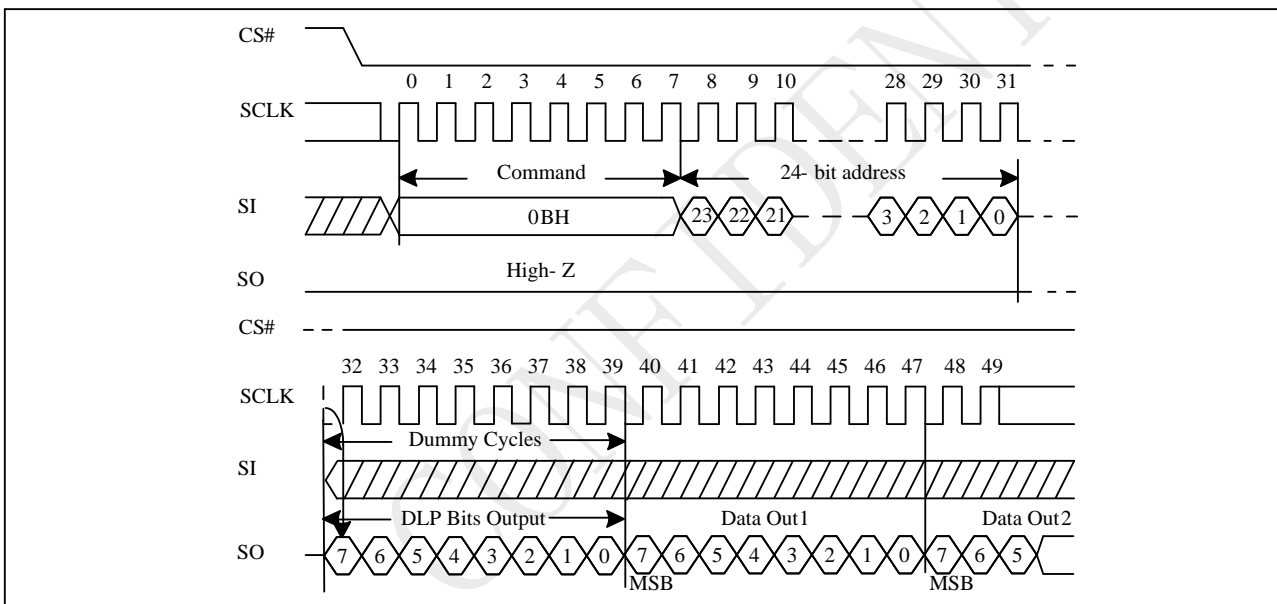 CS#
0 1 2 3 4 5 6 7 8 9 10 28 29 30 31
SCLK
Command 24- bit address
SI 0BH 23 22 21 3 2 1 0
High- Z
SO
CS#
32 33 34 35 36 37 38 39 40 41 42 43 44 45 46 47 48 49
SCLK
Dummy Cycles
SI
DLP Bits Output Data Out1 Data Out2
SO 7 6 5 4 3 2 1 0 7 6 5 4 3 2 1 0 7 6 5
MSB MSB
CONFIDENT